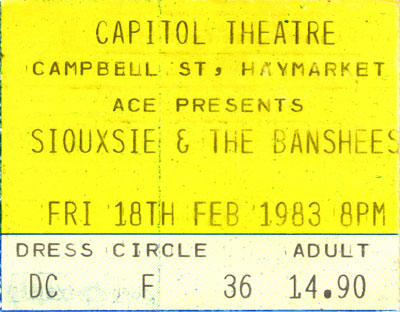 CAPITOL THEATRE
CAMPBELL ST, HAYMARKET
ACE PRESENTS
SIOUXSIE & THE BANSHEES
FRI 18TH FEB 1983 8PM
DRESS CIRCLE ADULT
DC F 36 14.90